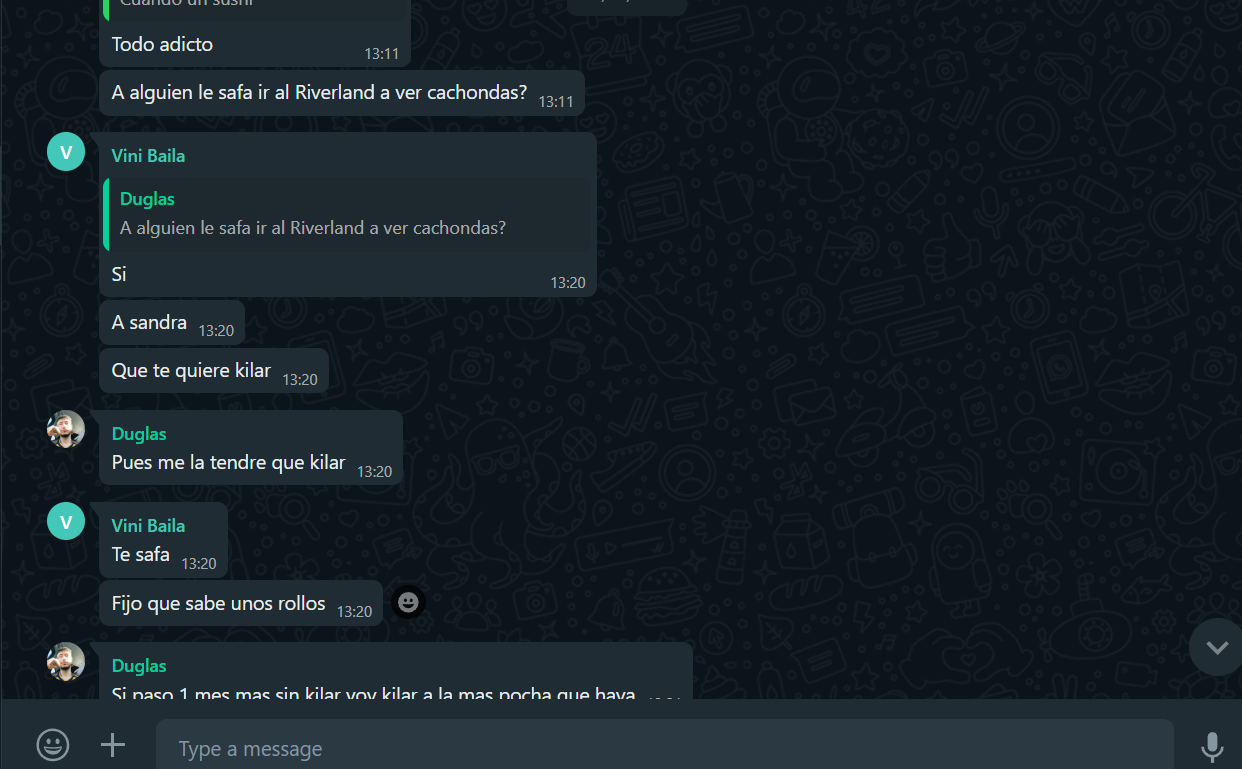 Cuando un sushi
Todo adicto
13:11
A alguien le safa ir al Riverland a ver cachondas?
13:11
V
Vini Baila
Duglas
A alguien le safa ir al Riverland a ver cachondas?
Si
13:20
A sandra
13:20
Que te quiere kilar
13:20
Duglas
Pues me la tendre que kilar
13:20
V
Vini Baila
Te safa
13:20
Fijo que sabe unos rollos
13:20
Duglas
Si paso 1 mes mas sin kilar voy kilar a la mas pocha que haya
Type a message